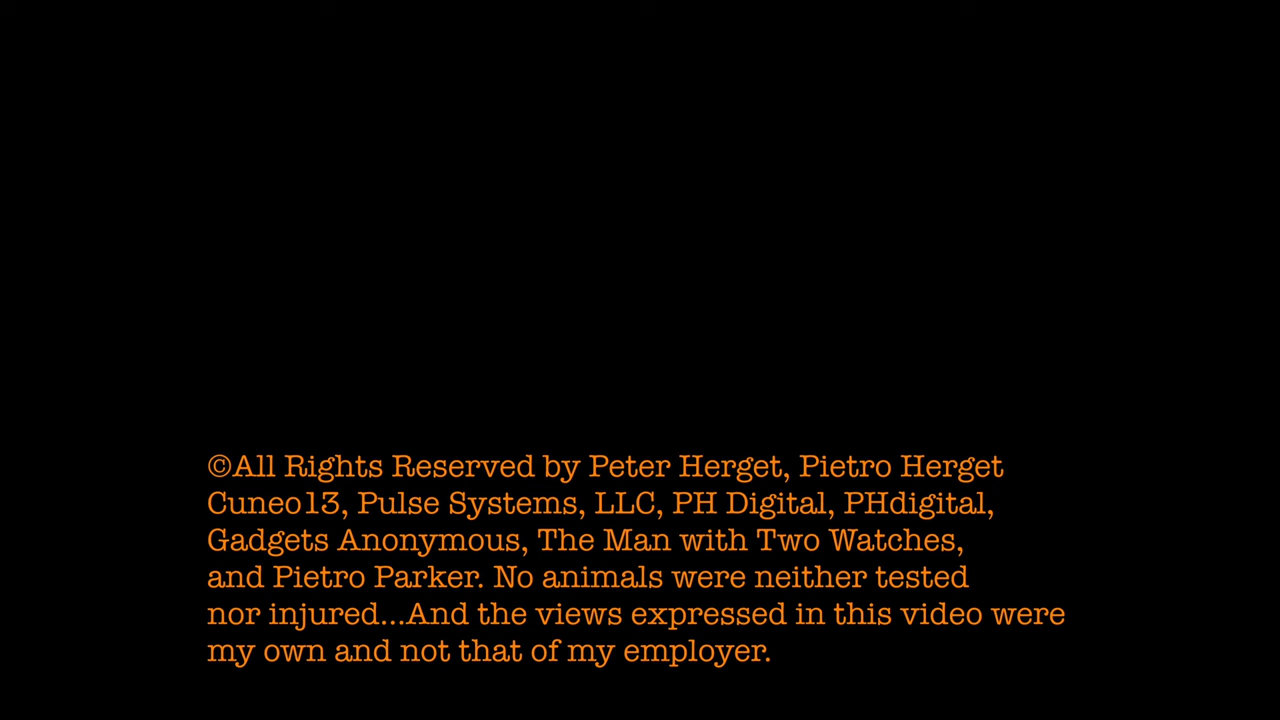 ©All Rights Reserved by Peter Herget, Pietro Herget
Cuneo13, Pulse Systems, LLC, PH Digital, PHdigital,
Gadgets Anonymous, The Man with Two Watches,
and Pietro Parker. No animals were neither tested
nor injured...And the views expressed in this video were
my own and not that of my employer.